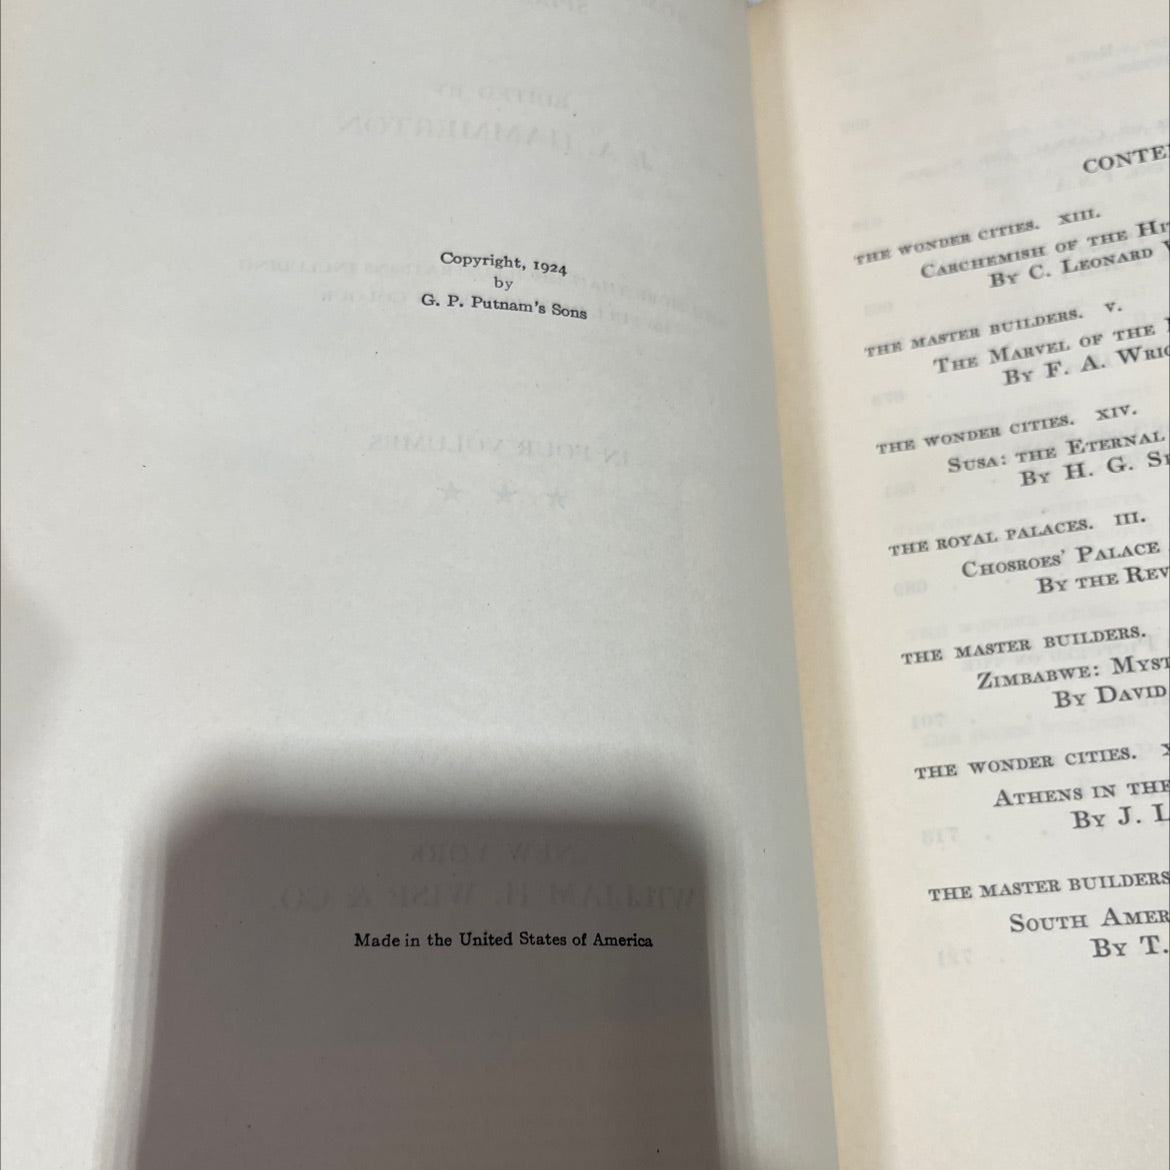 Copyright, 1924
by
G. P. Putnam's Sons
Made in the United States of America
CONTE
THE WONDER CITIES. XIII.
CARCHEMISH OF THE HI
BY C. LEONARD
THE MASTER BUILDERS. V.
THE MARVEL OF THE
BY F. A. WRIG
THE WONDER CITIES. XIV.
SUSA: THE ETERNAL
BY H. G. S
THE ROYAL PALACES. III.
CHOSROES' PALACE
BY THE REV
THE MASTER BUILDERS.
ZIMBABWE: MYST
BY DAVID
THE WONDER CITIES. X
ATHENS IN THE
BY J. L
THE MASTER BUILDERS
SOUTH AMER
BY T.